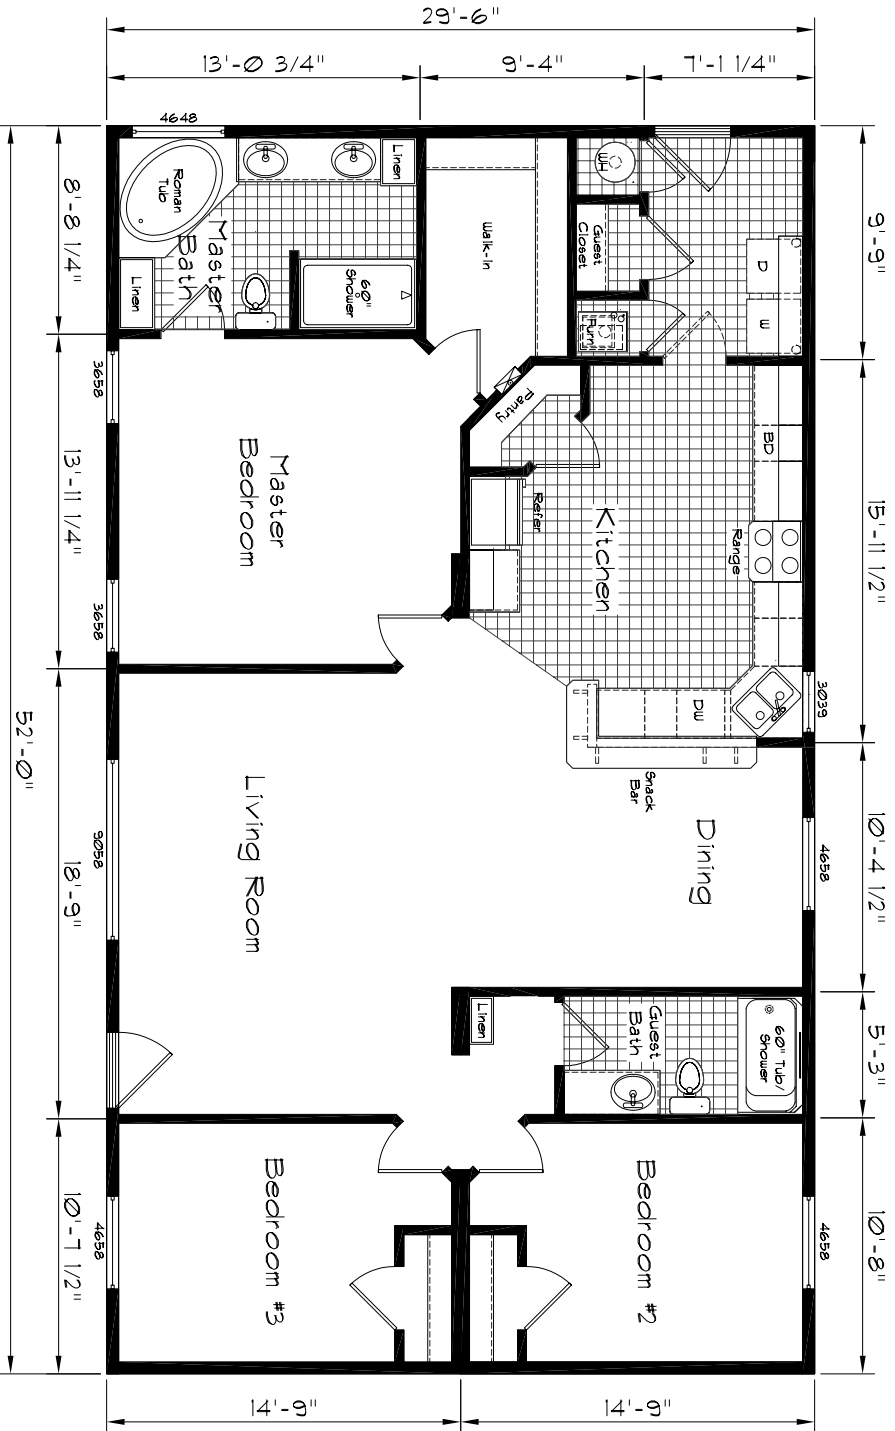 29'-6"
13'-0 3/4"
9'-4"
7'-1 1/4"
4648
8'-8 1/4"
13'-11 1/4"
18'-9"
10'-7 1/2"
52'-0"
9'-9"
15'-11 1/2"
10'-4 1/2"
5'-3"
10'-8"
Roman
Tub
Linen
Master
Bath
Linen
60"
Shower
Walk-In
WH
Guest
Closet
Furn
D
W
3658
3658
Master
Bedroom
Pantry
Refer
Kitchen
BD
Range
DW
3039
Snack
Bar
Dining
4658
Living Room
9058
Linen
Guest
Bath
60" Tub/
Shower
Bedroom #3
Bedroom #2
4658
4658
14'-9"
14'-9"